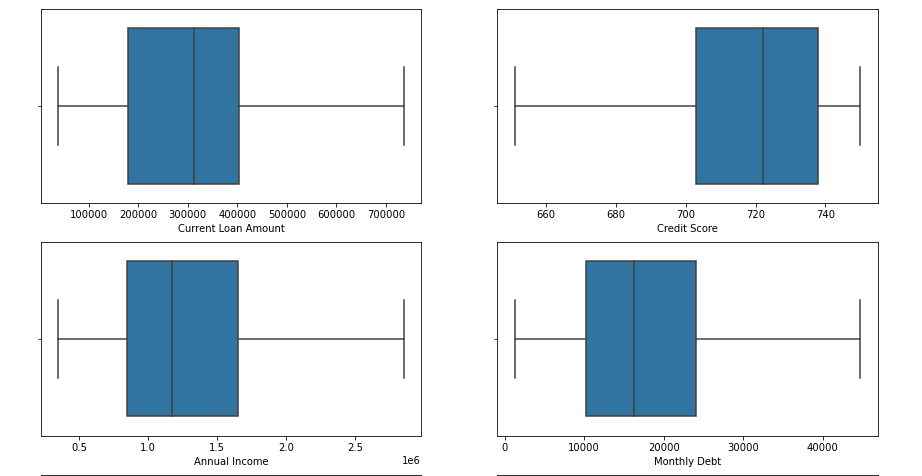 100000 200000 300000 400000 500000 600000 700000
Current Loan Amount
660 680 700 720 740
Credit Score
0.5 1.0 1.5 2.0 2.5
1e6
Annual Income
0 10000 20000 30000 40000
Monthly Debt